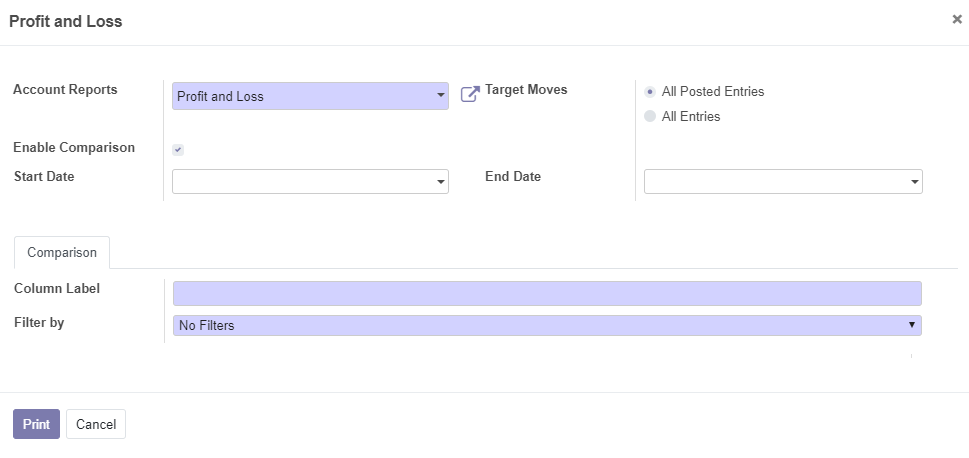 Profit and Loss ×
Account Reports Profit and Loss Target Moves All Posted Entries
All Entries
Enable Comparison
Start Date End Date
Comparison
Column Label
Filter by No Filters
Print Cancel